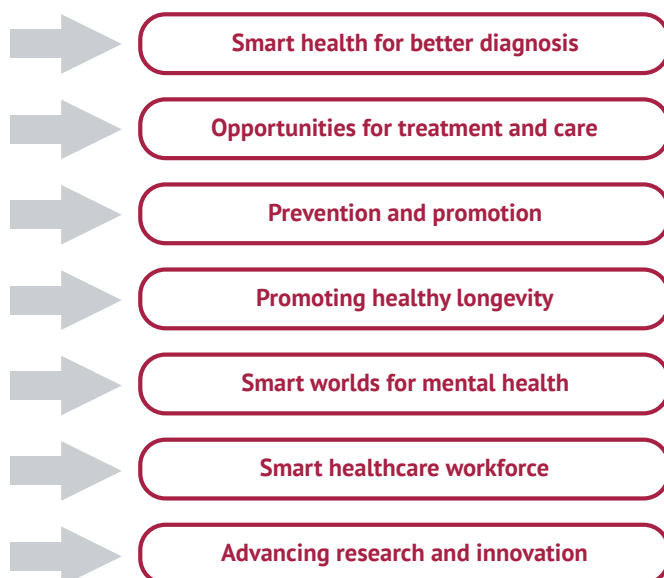 Smart health for better diagnosis
Opportunities for treatment and care
Prevention and promotion
Promoting healthy longevity
Smart worlds for mental health
Smart healthcare workforce
Advancing research and innovation